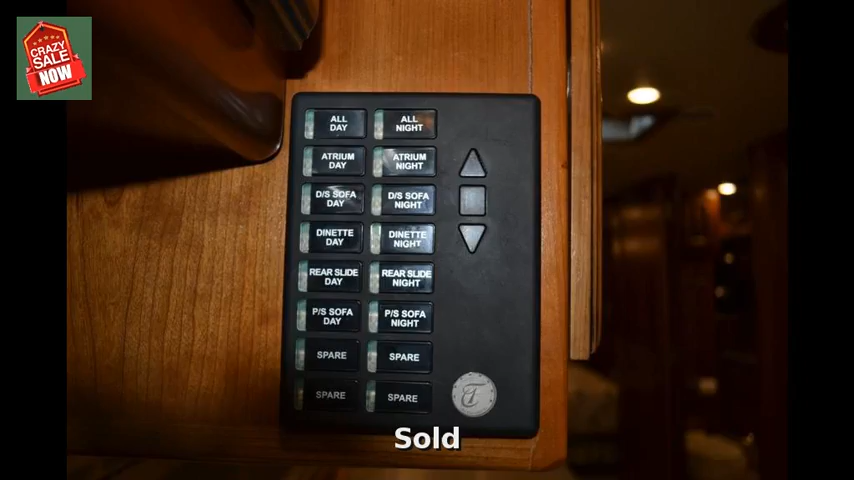 CRAZY
SALE
NOW
ALL
DAY
ALL
NIGHT
ATRIUM
DAY
ATRIUM
NIGHT
D/S SOFA
DAY
D/S SOFA
NIGHT
DINETTE
DAY
DINETTE
NIGHT
REAR SLIDE
DAY
REAR SLIDE
NIGHT
P/S SOFA
DAY
P/S SOFA
NIGHT
SPARE
SPARE
SPARE
SPARE
T
Sold